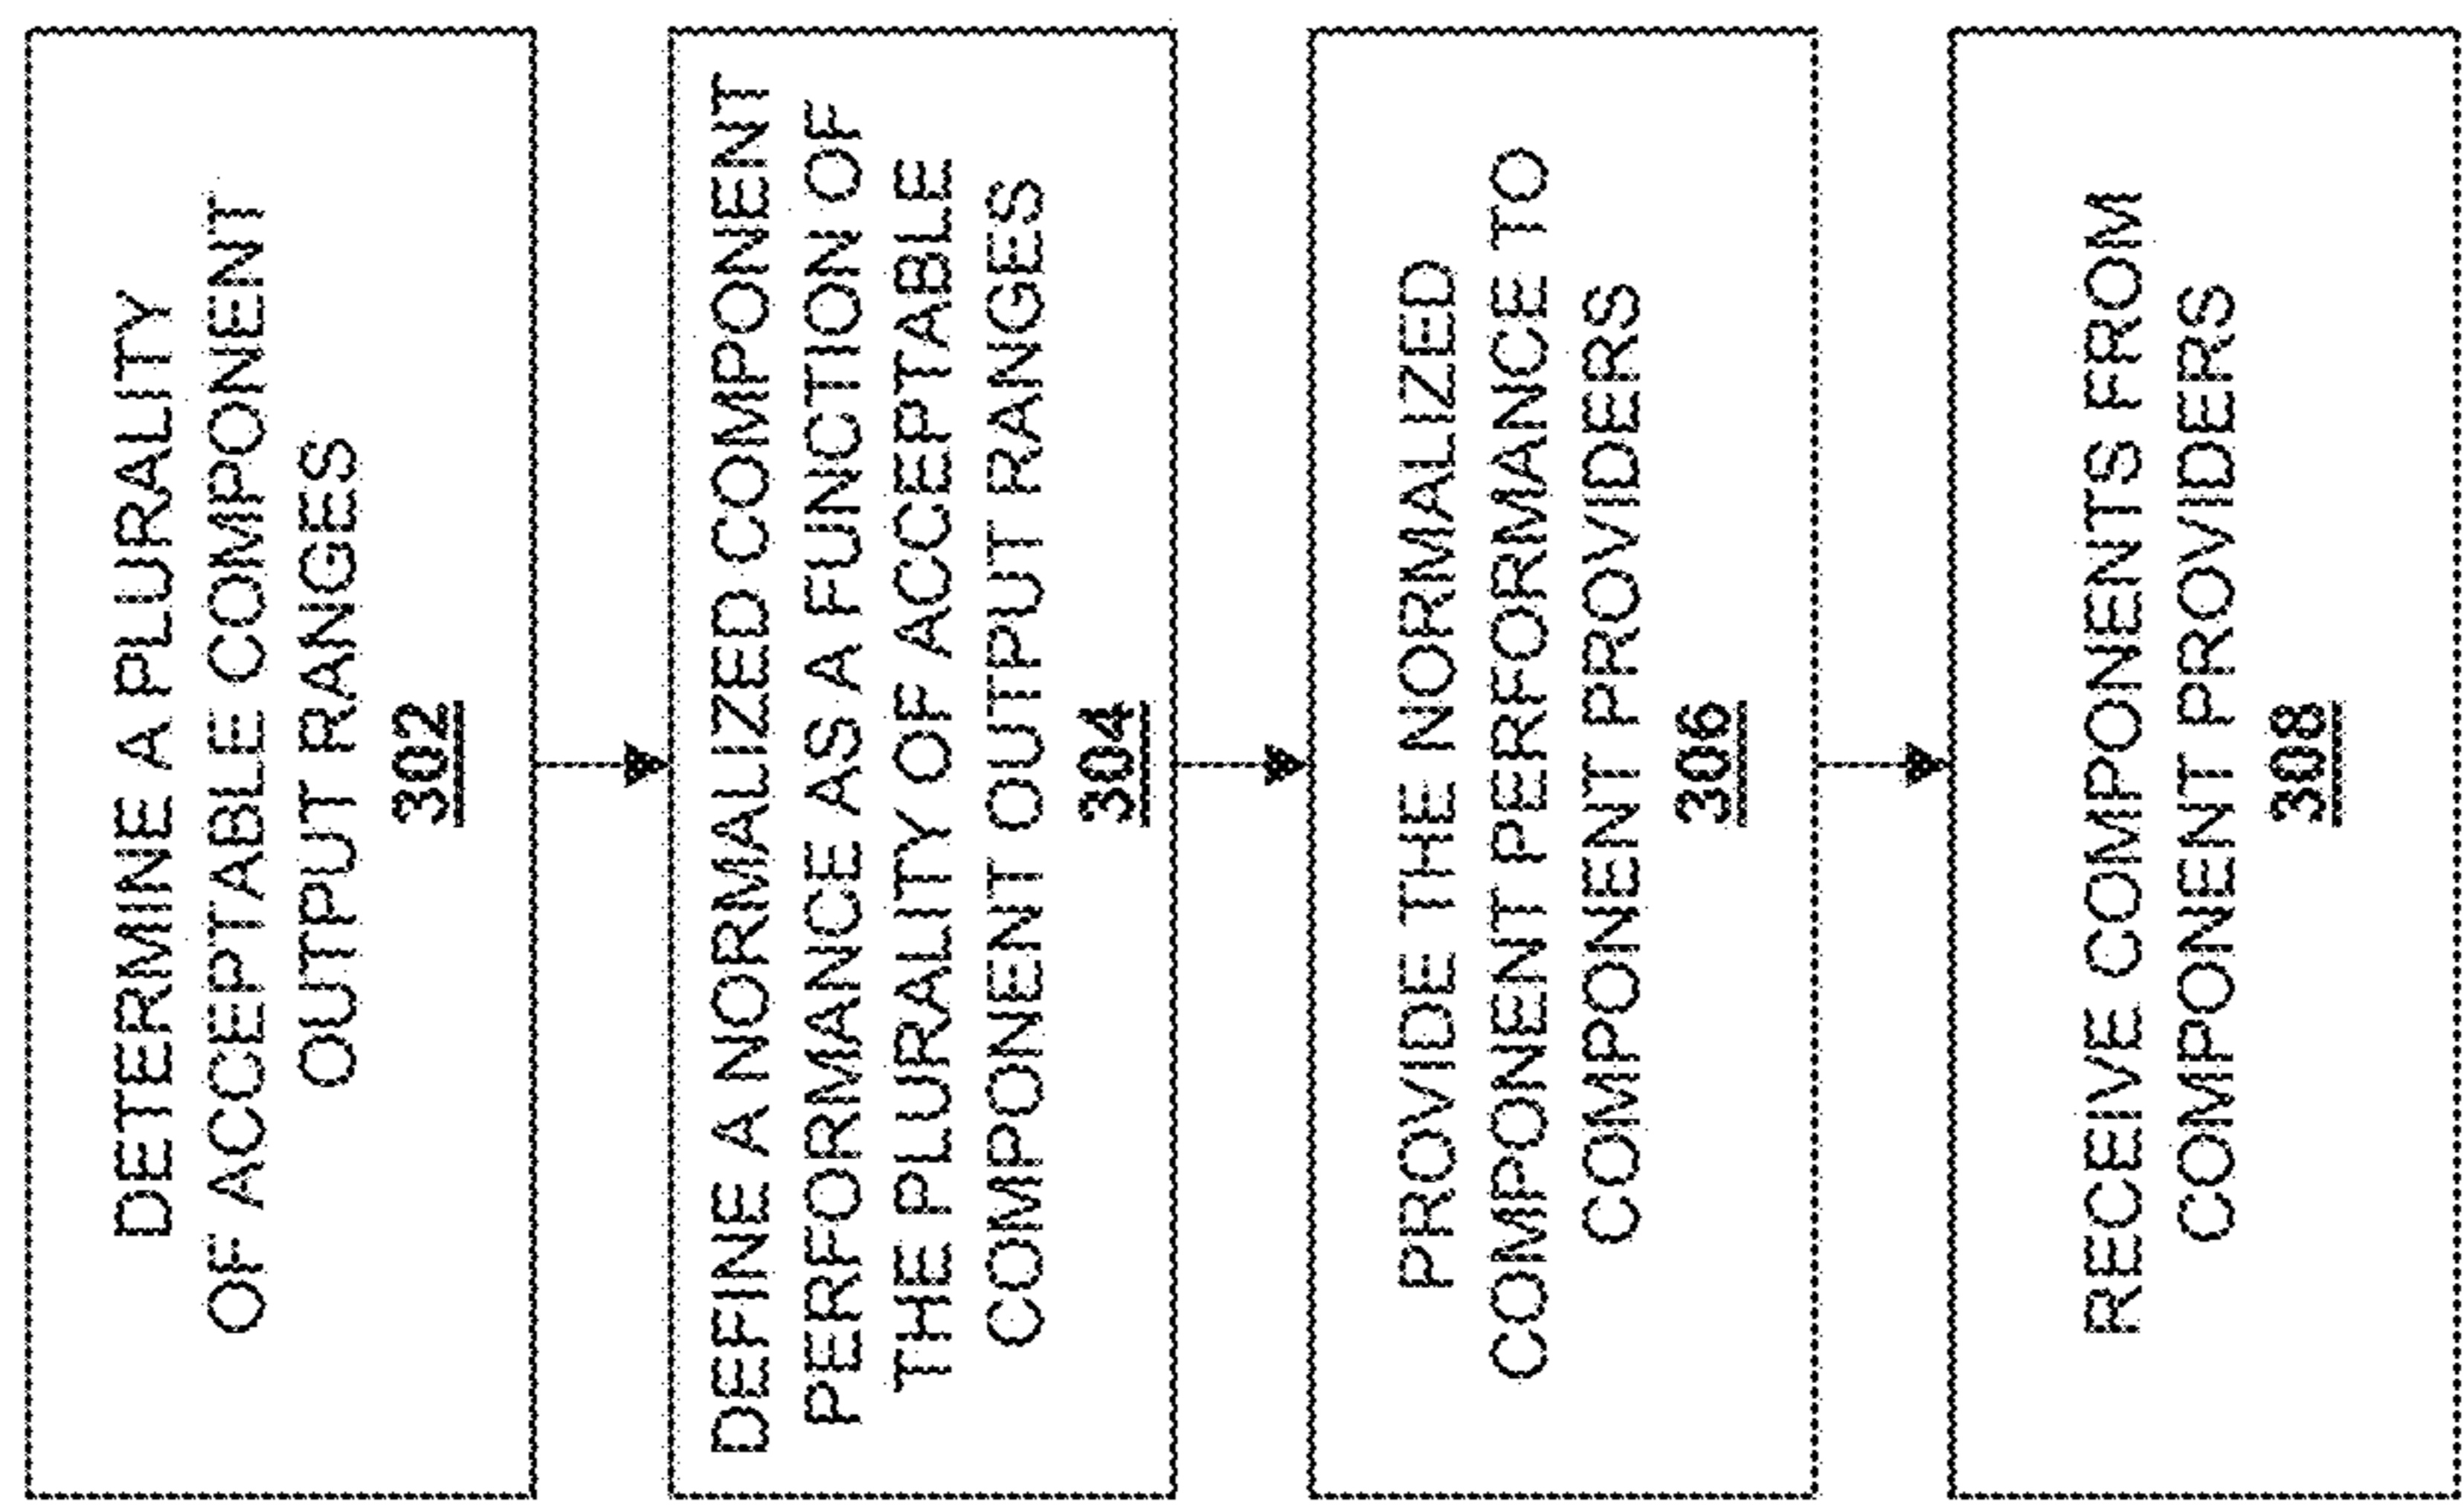 DETERMINE A PLURALITY
OF ACCEPTABLE COMPONENT
OUTPUT RANGES
302
DEFINE A NORMALIZED COMPONENT
PERFORMANCE AS A FUNCTION OF
THE PLURALITY OF ACCEPTABLE
COMPONENT OUTPUT RANGES
304
PROVIDE THE NORMALIZED
COMPONENT PERFORMANCE TO
COMPONENT PROVIDERS
306
RECEIVE COMPONENTS FROM
COMPONENT PROVIDERS
308